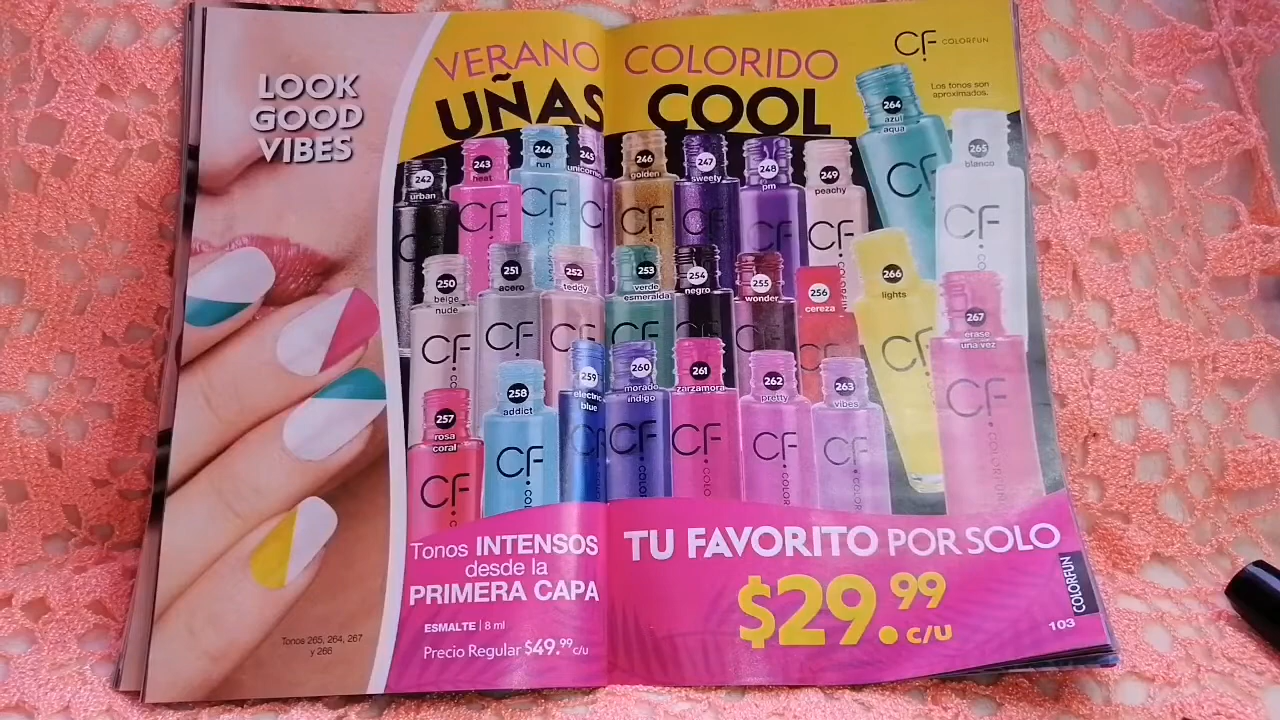 LOOK
GOOD
VIBES
VERANO COLORIDO
UÑAS COOL
CF. COLORFUN
Los tonos son
aproximados.
242
urban
243
heat
244
run
245
unicornio
246
golden
247
sweety
248
pm
249
peachy
264
azul
aqua
265
blanco
250
beige
nude
251
acero
252
teddy
253
verde
esmeralda
254
negro
255
wonder
256
cereza
266
lights
267
erase
una vez
257
rosa
coral
258
addict
259
electric
blue
260
morado
indigo
261
zarzamora
262
pretty
263
vibes
Tonos INTENSOS
desde la
PRIMERA CAPA
ESMALTE | 8 ml
Precio Regular $49.99 c/u
TU FAVORITO POR SOLO
$29.99 c/u
COLORFUN
103
Tonos 265, 264, 267
y 266